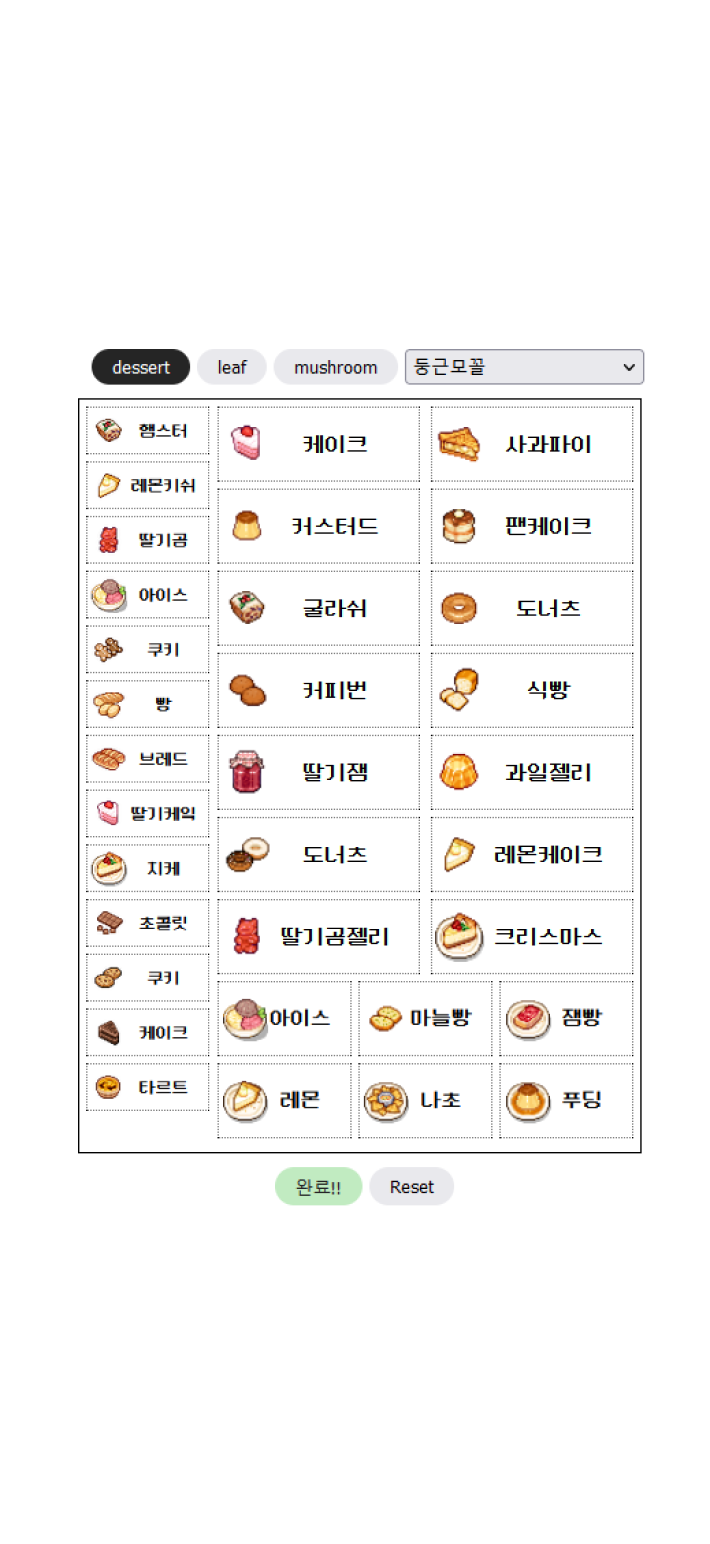 dessert leaf mushroom 둥근모꼴
햄스터
레몬키쉬
딸기곰
아이스
쿠키
빵
브레드
딸기케익
지케
초콜릿
쿠키
케이크
타르트
케이크 사과파이
커스터드 팬케이크
굴라쉬 도너츠
커피번 식빵
딸기잼 과일젤리
도너츠 레몬케이크
딸기곰젤리 크리스마스
아이스 마늘빵 잼빵
레몬 나초 푸딩
완료!! Reset